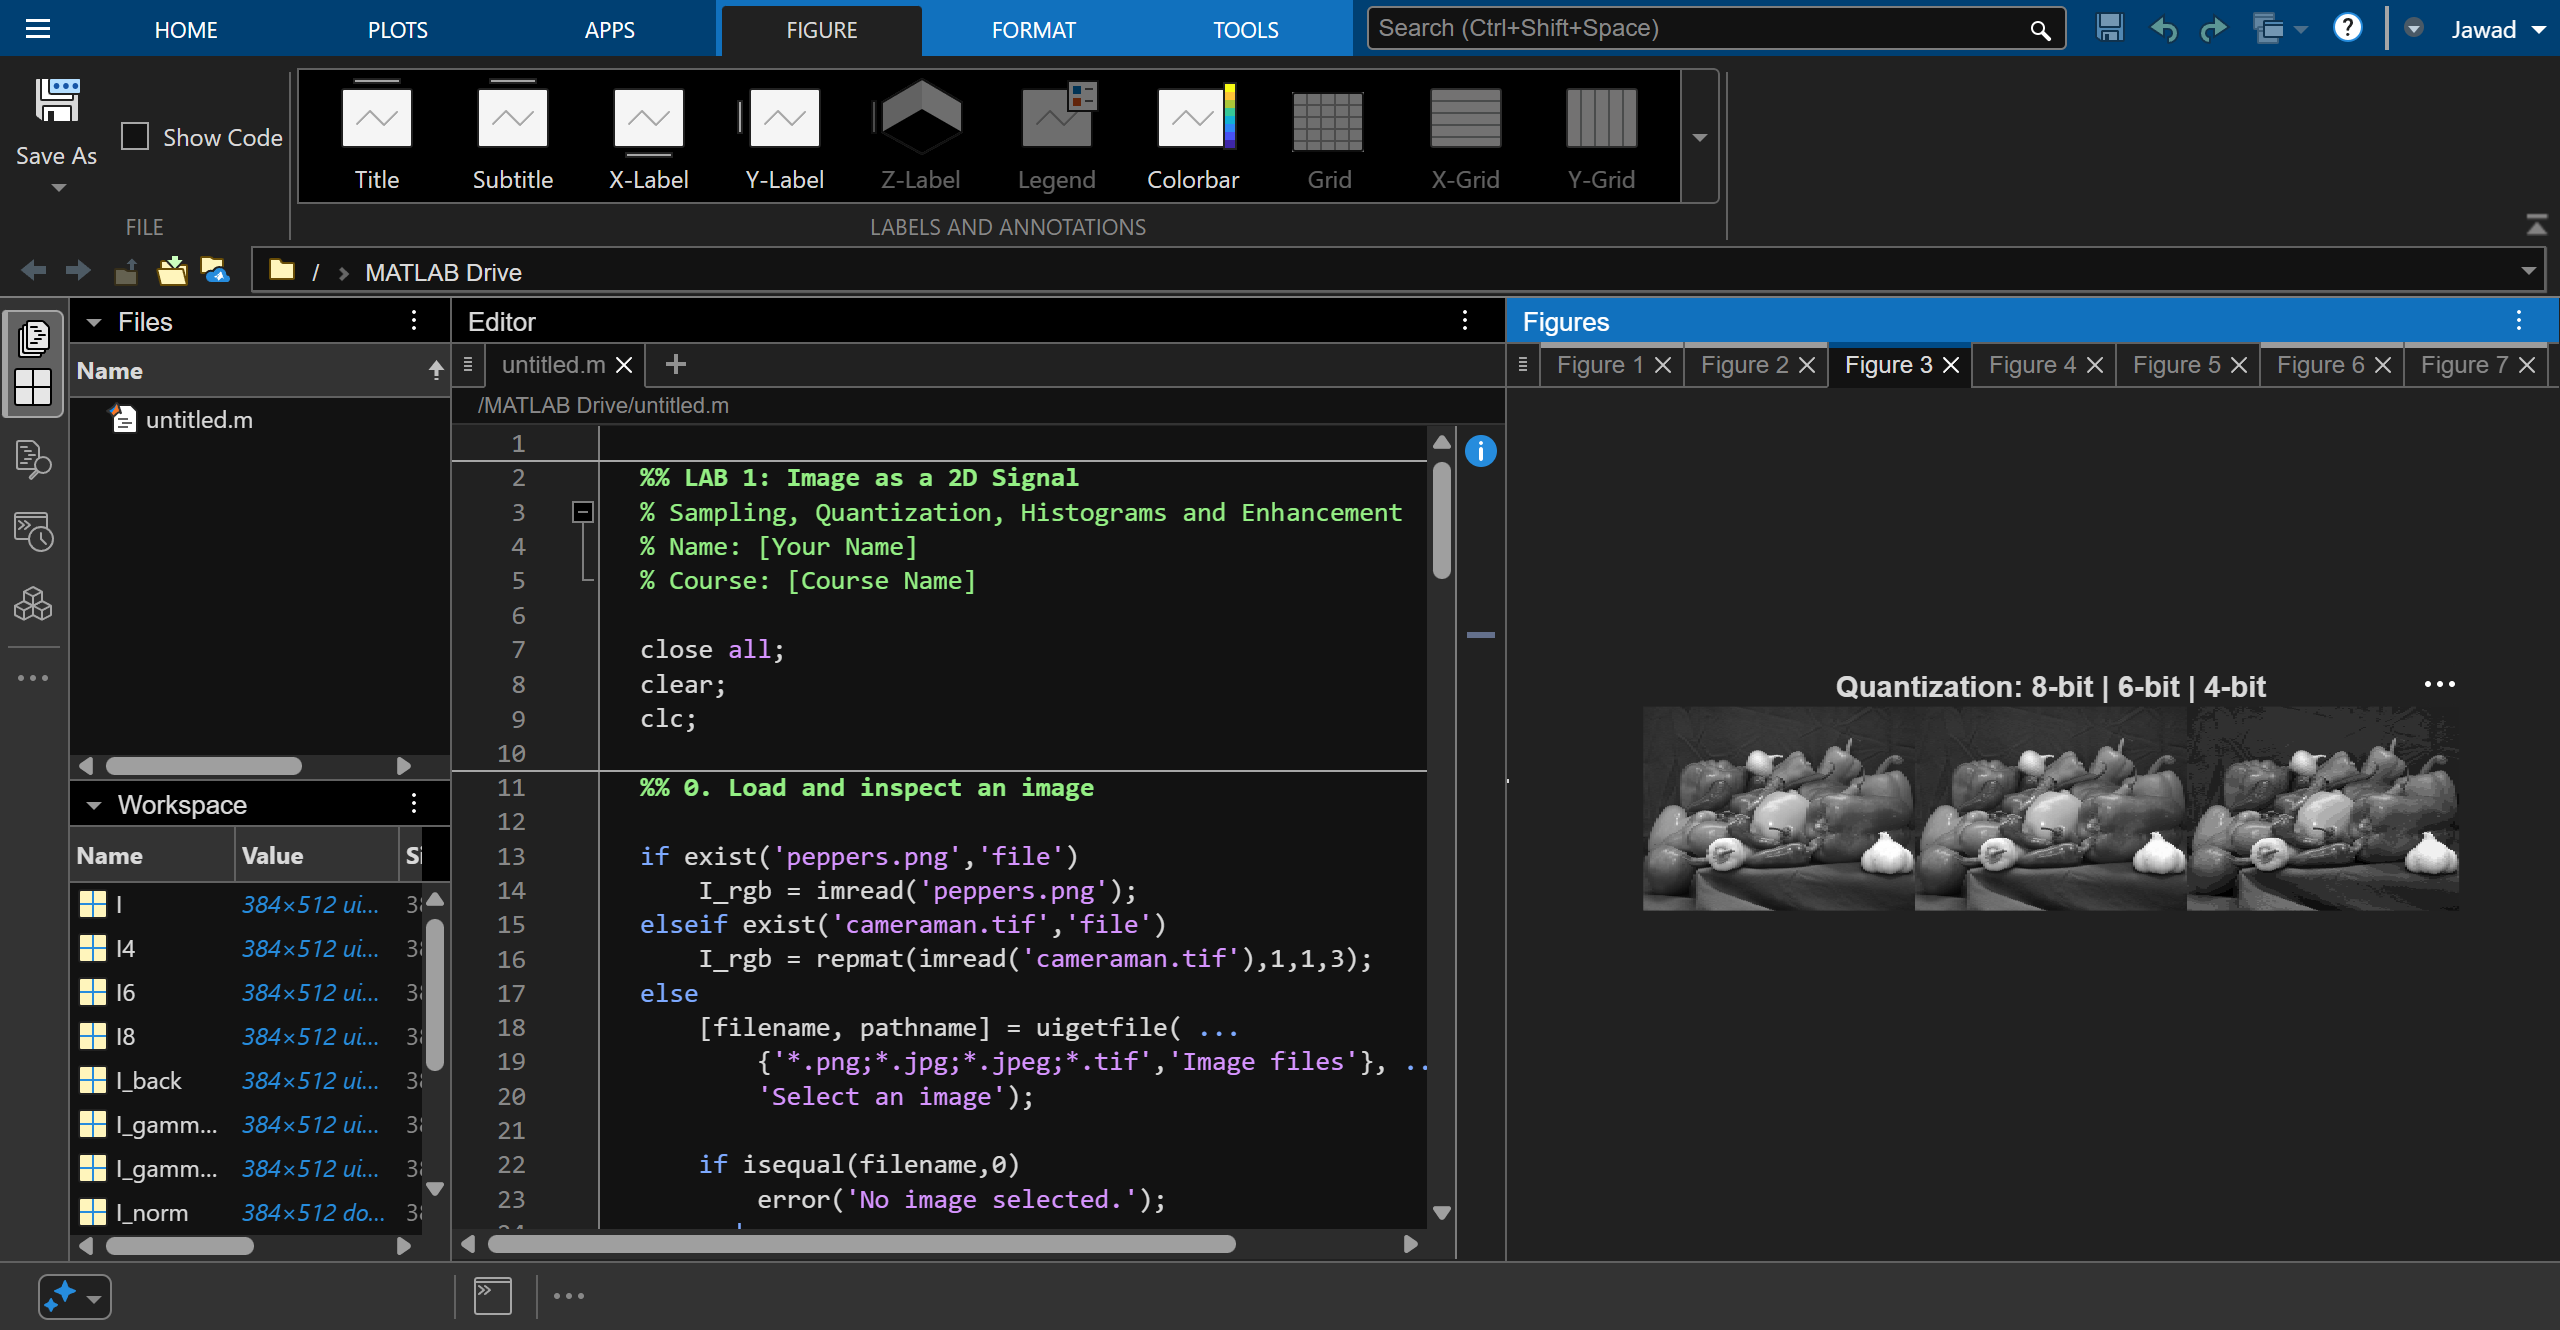 HOME PLOTS APPS FIGURE FORMAT TOOLS Search (Ctrl+Shift+Space) Jawad
Save As Show Code
Title Subtitle X-Label Y-Label Z-Label Legend Colorbar Grid X-Grid Y-Grid
FILE LABELS AND ANNOTATIONS
/ MATLAB Drive
Files
Name
untitled.m
Workspace
Name Value
I 384×512 ui...
I4 384×512 ui...
I6 384×512 ui...
I8 384×512 ui...
I_back 384×512 ui...
I_gamm... 384×512 ui...
I_gamm... 384×512 ui...
I_norm 384×512 do...
Editor
untitled.m
/MATLAB Drive/untitled.m
1
2 %% LAB 1: Image as a 2D Signal
3 % Sampling, Quantization, Histograms and Enhancement
4 % Name: [Your Name]
5 % Course: [Course Name]
6
7 close all;
8 clear;
9 clc;
10
11 %% 0. Load and inspect an image
12
13 if exist('peppers.png','file')
14 I_rgb = imread('peppers.png');
15 elseif exist('cameraman.tif','file')
16 I_rgb = repmat(imread('cameraman.tif'),1,1,3);
17 else
18 [filename, pathname] = uigetfile( ...
19 {'*.png;*.jpg;*.jpeg;*.tif','Image files'}, ..
20 'Select an image');
21
22 if isequal(filename,0)
23 error('No image selected.');
Figures
Figure 1 Figure 2 Figure 3 Figure 4 Figure 5 Figure 6 Figure 7
Quantization: 8-bit | 6-bit | 4-bit